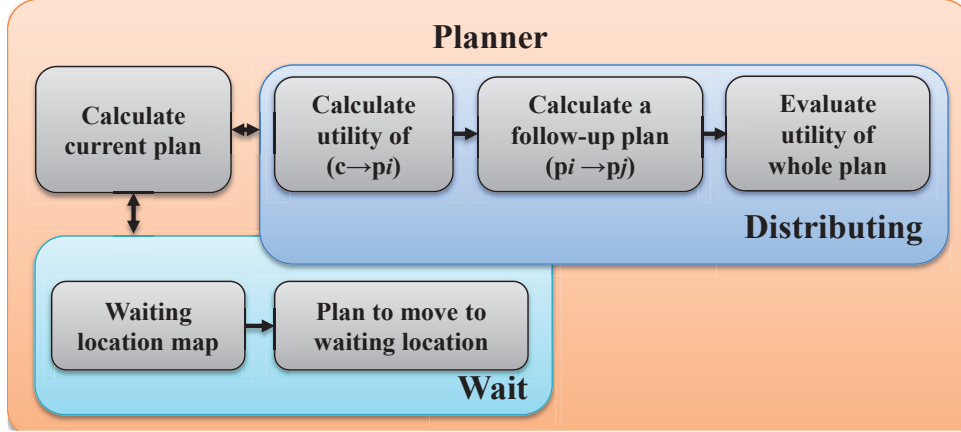 Planner
Calculate
current plan
Calculate
utility of
(c→pi)
Calculate a
follow-up plan
(pi →pj)
Evaluate
utility of
whole plan
Distributing
Waiting
location map
Plan to move to
waiting location
Wait